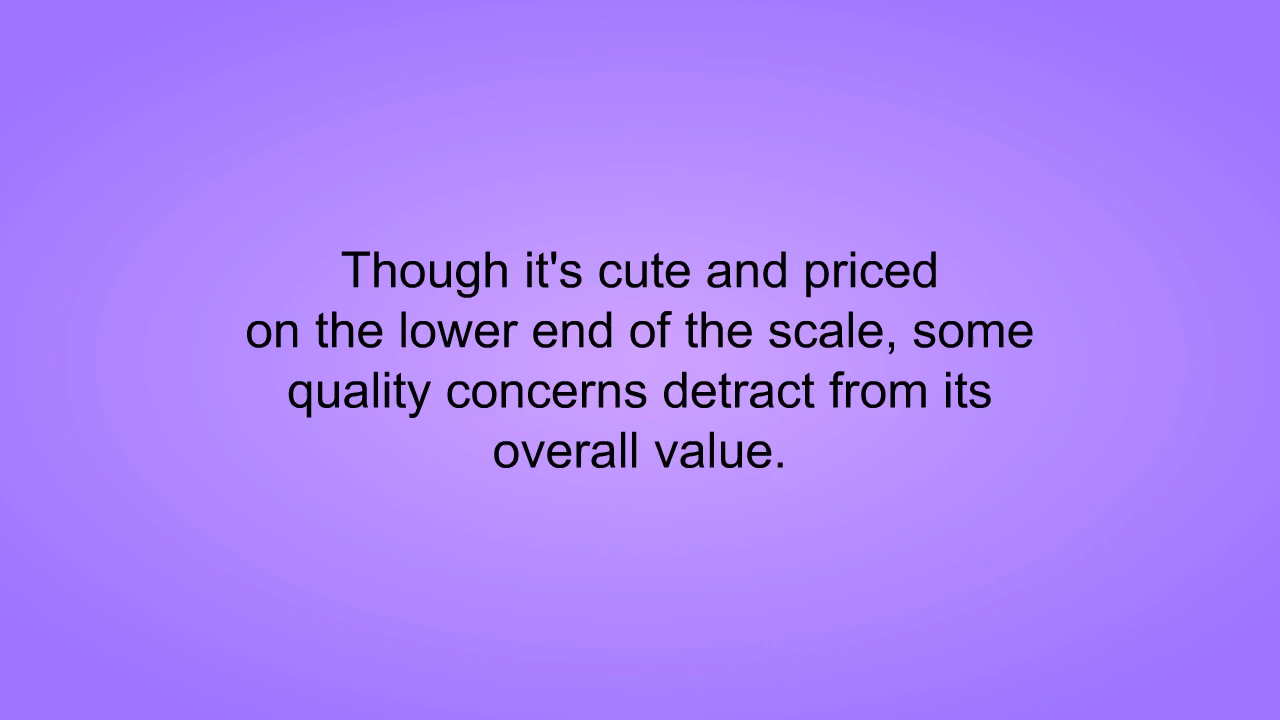 Though it's cute and priced
on the lower end of the scale, some
quality concerns detract from its
overall value.